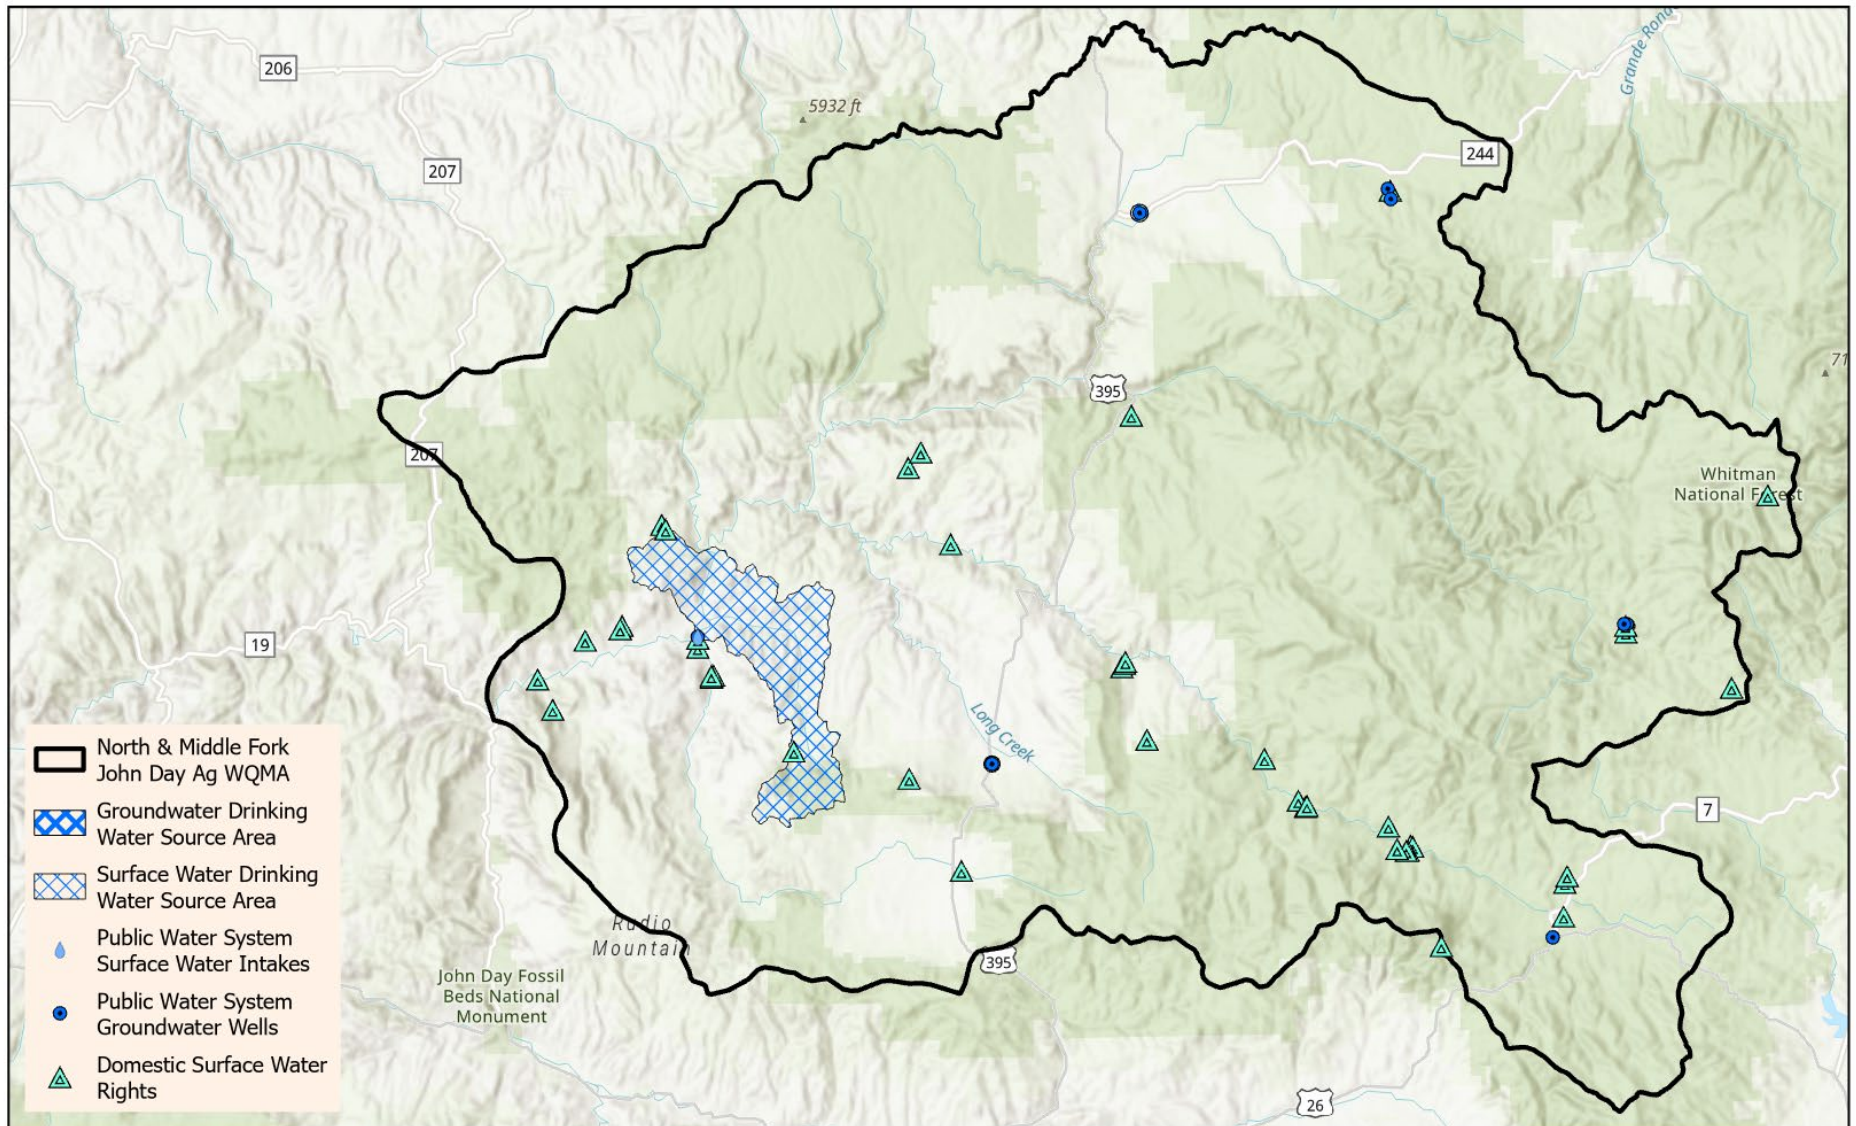 206
5932 ft
Grande Rond
207
244
71
395
207
Whitman
National Forest
19
Long Creek
North & Middle Fork
John Day Ag WQMA
Groundwater Drinking
Water Source Area
7
Surface Water Drinking
Water Source Area
Rudio
Mountain
Public Water System
Surface Water Intakes
395
John Day Fossil
Beds National
Monument
Public Water System
Groundwater Wells
Domestic Surface Water
Rights
26